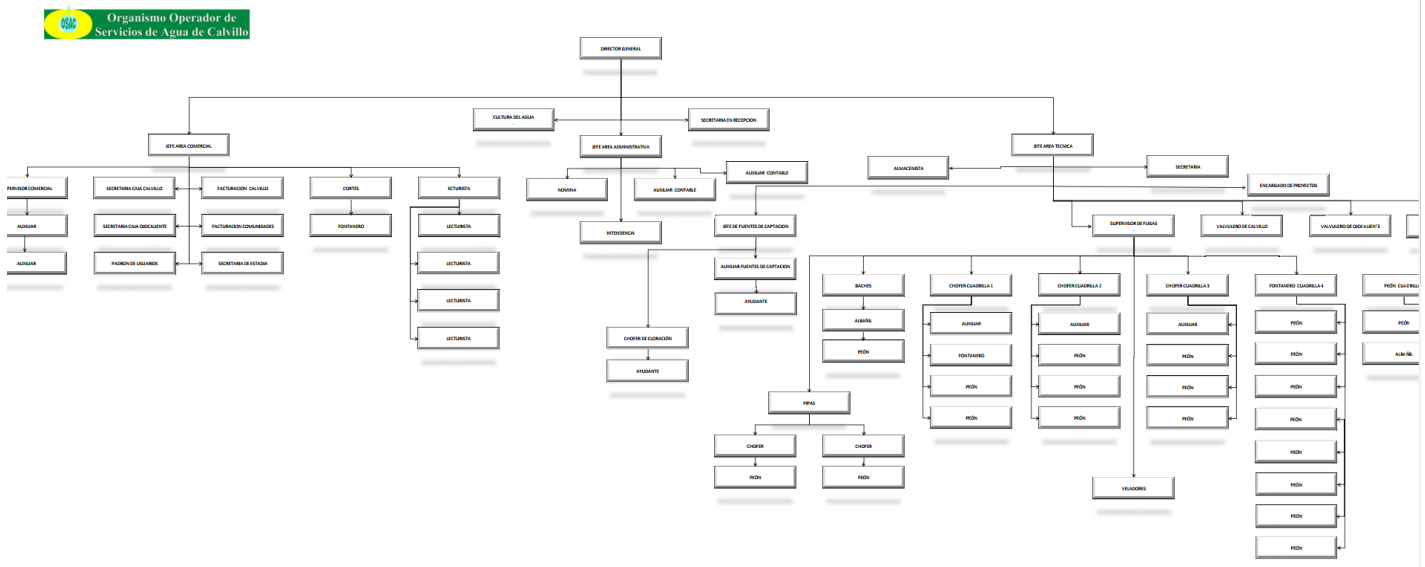 OSAC
Organismo Operador de
Servicios de Agua de Calvillo
DIRECTOR GENERAL
CULTURA DEL AGUA
SECRETARIA EN RECEPCION
JEFE AREA COMERCIAL
JEFE AREA ADMINISTRATIVA
JEFE AREA TECNICA
AUXILIAR CONTABLE
ALMACENISTA
SECRETARIA
PERVISOR COMERCIAL
SECRETARIA CAJA CALVILLO
FACTURACION CALVILLO
CORTES
ECTURISTA
NOMINA
AUXILIAR CONTABLE
ENCARGADO DE PROYECTOS
AUXILIAR
SECRETARIA CAJA OJOCALIENTE
FACTURACION COMUNIDADES
FONTANERO
LECTURISTA
INTENDENCIA
JEFE DE FUENTES DE CAPTACION
SUPERVISOR DE FUGAS
VALVULERO DE CALVILLO
VALVULERO DE OJOCALIENTE
AUXILIAR
PADRON DE USUARIOS
SECRETARIA DE ESTADIA
LECTURISTA
AUXILIAR FUENTES DE CAPTACION
BACHES
CHOFER CUADRILLA 1
CHOFER CUADRILLA 2
CHOFER CUADRILLA 3
FONTANERO CUADRILLA 4
PEÓN CUADRILLA
LECTURISTA
AYUDANTE
ALBAÑIL
AUXILIAR
AUXILIAR
AUXILIAR
PEÓN
PEÓN
LECTURISTA
CHOFER DE CLORACIÓN
PEÓN
FONTANERO
PEÓN
PEÓN
PEÓN
ALBAÑIL
AYUDANTE
PEÓN
PEÓN
PEÓN
PEÓN
PIPAS
PEÓN
PEÓN
PEÓN
PEÓN
CHOFER
CHOFER
PEÓN
PEÓN
PEÓN
VELADORES
PEÓN
PEÓN
PEÓN